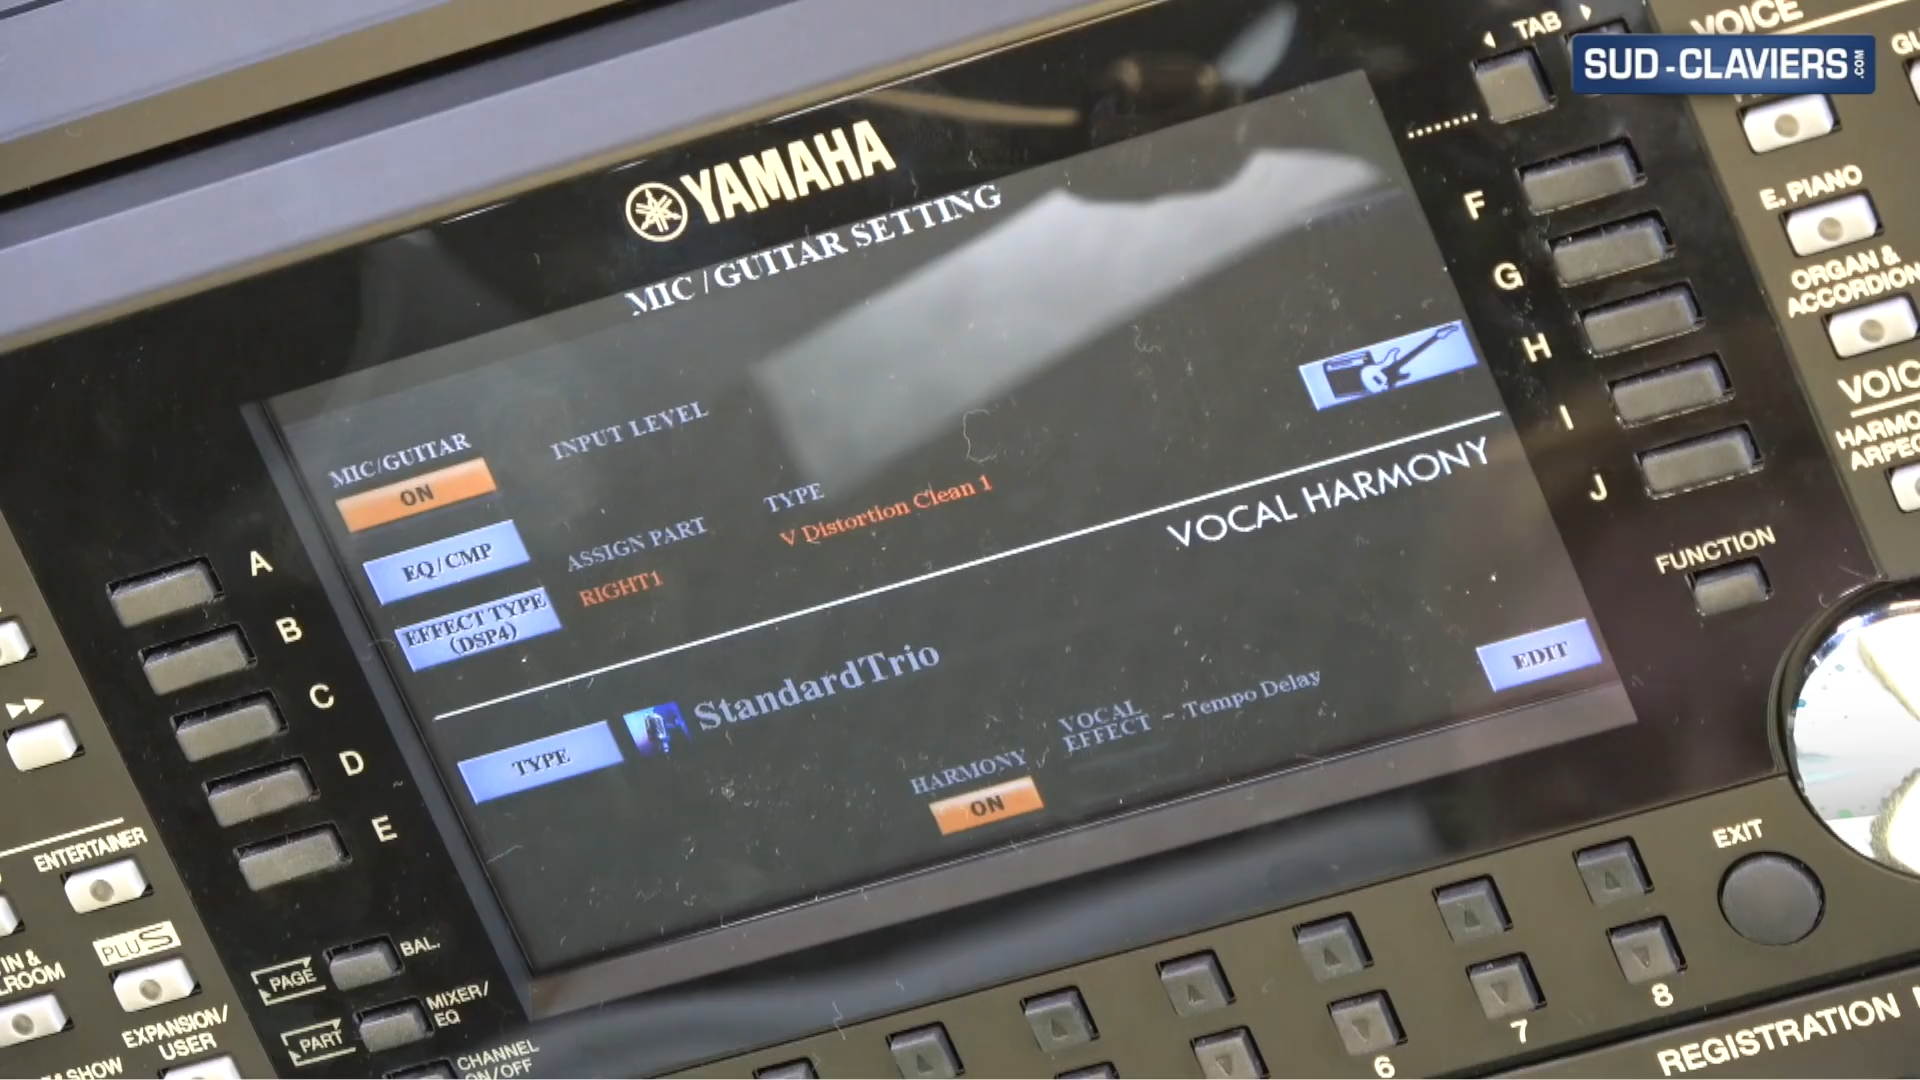 SUD-CLAVIERS.COM
TAB
VOICE
YAMAHA
MIC/GUITAR SETTING
MIC/GUITAR
ON
INPUT LEVEL
EQ/CMP
ASSIGN PART
RIGHT1
TYPE
V Distortion Clean 1
EFFECT TYPE
(DSP4)
VOCAL HARMONY
TYPE
StandardTrio
HARMONY
ON
VOCAL
EFFECT - Tempo Delay
EDIT
A
B
C
D
E
F
G
H
I
J
E. PIANO
ORGAN &
ACCORDION
FUNCTION
EXIT
ENTERTAINER
PLUS
IN &
EXPANSION/
USER
SHOW
PAGE
BAL.
PART
MIXER/
EQ
CHANNEL
ON/OFF
6
7
8
REGISTRATION